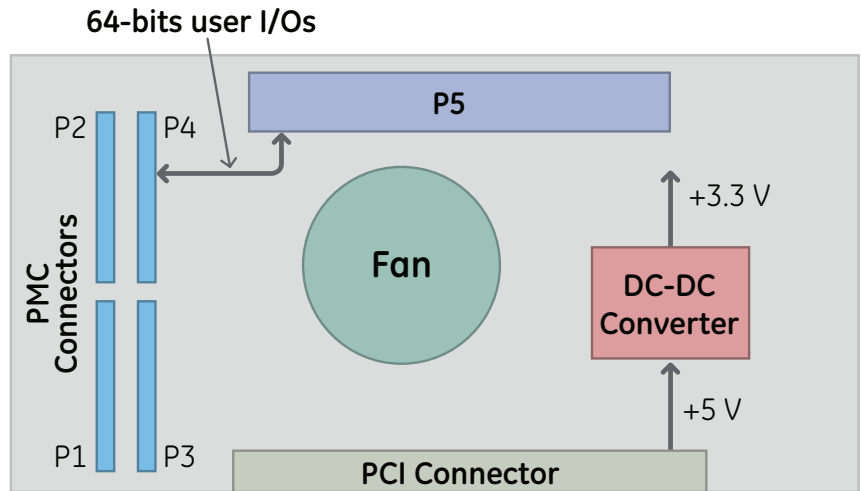 64-bits user I/Os
P5
P2
P4
PMC
Connectors
Fan
+3.3 V
DC-DC
Converter
+5 V
P1
P3
PCI Connector